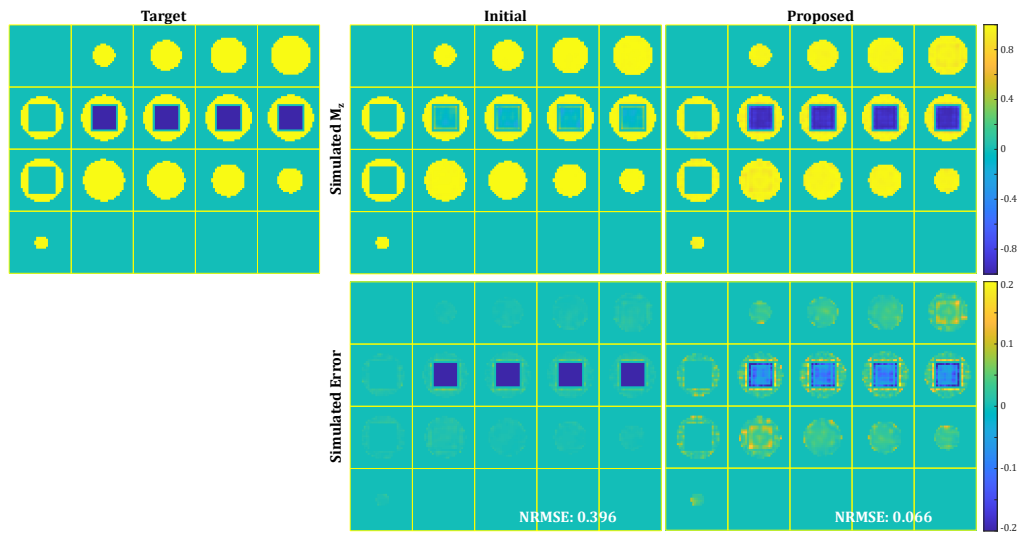 Target
Initial
Proposed
Simulated Mz
0.8
0.4
0
-0.4
-0.8
Simulated Error
0.2
0.1
0
-0.1
-0.2
NRMSE: 0.396
NRMSE: 0.066